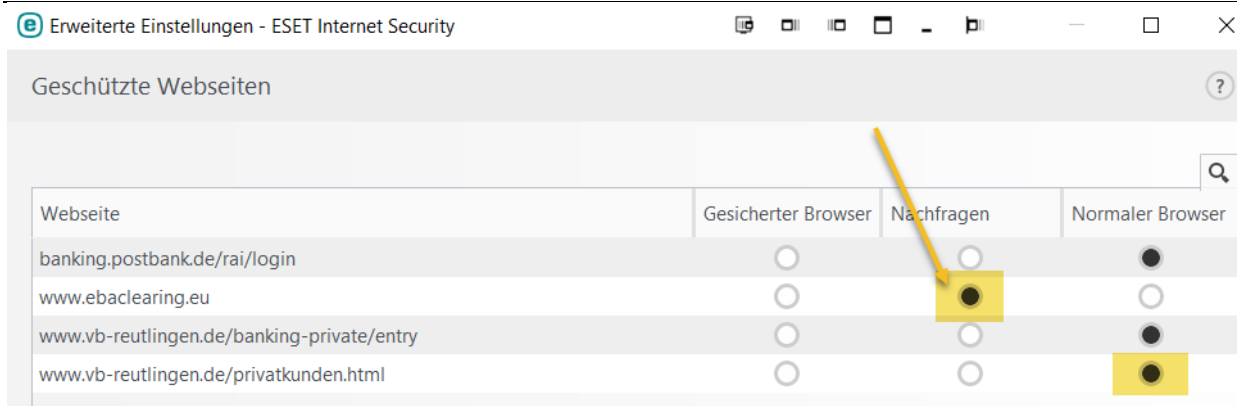 Erweiterte Einstellungen - ESET Internet Security
Geschützte Webseiten
Webseite Gesicherter Browser Nachfragen Normaler Browser
banking.postbank.de/rai/login
www.ebaclearing.eu
www.vb-reutlingen.de/banking-private/entry
www.vb-reutlingen.de/privatkunden.html